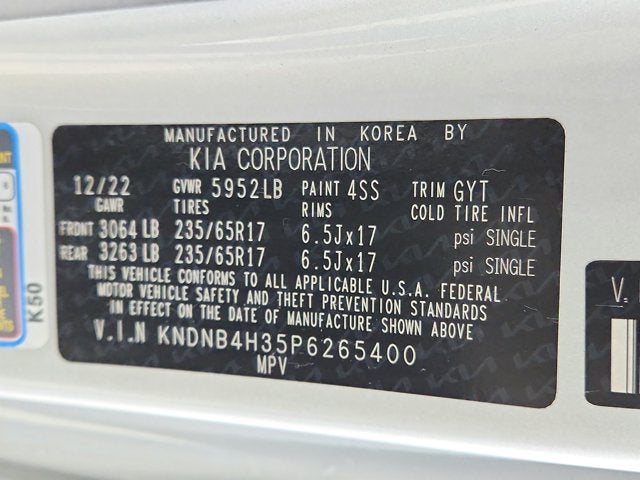 MANUFACTURED IN KOREA BY
KIA CORPORATION
12/22 GVWR 5952LB PAINT 4SS TRIM GYT
GAWR TIRES RIMS COLD TIRE INFL
FRONT 3064 LB 235/65R17 6.5Jx17 psi SINGLE
REAR 3263 LB 235/65R17 6.5Jx17 psi SINGLE
THIS VEHICLE CONFORMS TO ALL APPLICABLE U.S.A. FEDERAL
MOTOR VEHICLE SAFETY AND THEFT PREVENTION STANDARDS
IN EFFECT ON THE DATE OF MANUFACTURE SHOWN ABOVE
V.I.N KNDNB4H35P6265400
MPV
K50
V.